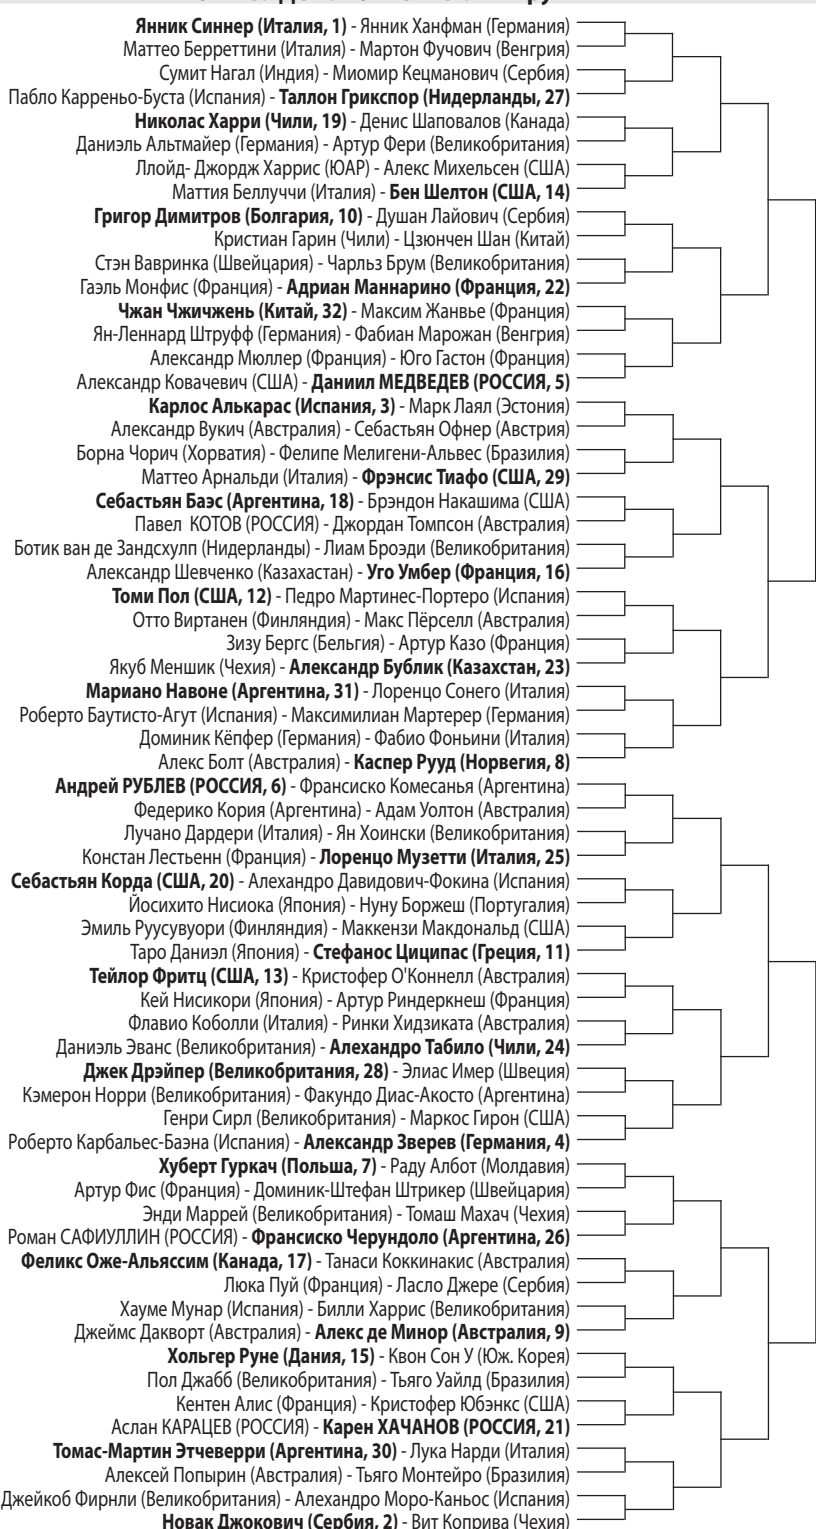 Янник Синнер (Италия, 1) - Янник Ханфман (Германия)
Маттео Берреттини (Италия) - Мартон Фучович (Венгрия)
Сумит Нагал (Индия) - Миомир Кецманович (Сербия)
Пабло Карреньо-Буста (Испания) - Таллон Грикспор (Нидерланды, 27)
Николас Харри (Чили, 19) - Денис Шаповалов (Канада)
Даниэль Альтмайер (Германия) - Артур Фери (Великобритания)
Ллойд- Джордж Харрис (ЮАР) - Алекс Михельсен (США)
Маттия Беллуччи (Италия) - Бен Шелтон (США, 14)
Григор Димитров (Болгария, 10) - Душан Лайович (Сербия)
Кристиан Гарин (Чили) - Цзюнчен Шан (Китай)
Стэн Вавринка (Швейцария) - Чарльз Брум (Великобритания)
Гаэль Монфис (Франция) - Адриан Маннарино (Франция, 22)
Чжан Чжичжень (Китай, 32) - Максим Жанвье (Франция)
Ян-Леннард Штруфф (Германия) - Фабиан Марожан (Венгрия)
Александр Мюллер (Франция) - Юго Гастон (Франция)
Александр Ковачевич (США) - Даниил МЕДВЕДЕВ (РОССИЯ, 5)
Карлос Алькарас (Испания, 3) - Марк Лаял (Эстония)
Александр Вукич (Австралия) - Себастьян Офнер (Австрия)
Борна Чорич (Хорватия) - Фелипе Мелигени-Альвес (Бразилия)
Маттео Арнальди (Италия) - Фрэнсис Тиафо (США, 29)
Себастьян Баэс (Аргентина, 18) - Брэндон Накашима (США)
Павел  КОТОВ (РОССИЯ) - Джордан Томпсон (Австралия)
Ботик ван де Зандсхулп (Нидерланды) - Лиам Броэди (Великобритания)
Александр Шевченко (Казахастан) - Уго Умбер (Франция, 16)
Томи Пол (США, 12) - Педро Мартинес-Портеро (Испания)
Отто Виртанен (Финляндия) - Макс Пёрселл (Австралия)
Зизу Бергс (Бельгия) - Артур Казо (Франция)
Якуб Меншик (Чехия) - Александр Бублик (Казахстан, 23)
Мариано Навоне (Аргентина, 31) - Лоренцо Сонего (Италия)
Роберто Баутисто-Агут (Испания) - Максимилиан Мартерер (Германия)
Доминик Кёпфер (Германия) - Фабио Фоньини (Италия)
Алекс Болт (Австралия) - Каспер Рууд (Норвегия, 8)
Андрей РУБЛЕВ (РОССИЯ, 6) - Франсиско Комесанья (Аргентина)
Федерико Кория (Аргентина) - Адам Уолтон (Австралия)
Лучано Дардери (Италия) - Ян Хоински (Великобритания)
Констан Лестьенн (Франция) - Лоренцо Музетти (Италия, 25)
Себастьян Корда (США, 20) - Алехандро Давидович-Фокина (Испания)
Йосихито Нисиока (Япония) - Нуну Боржеш (Португалия)
Эмиль Руусувуори (Финляндия) - Маккензи Макдональд (США)
Таро Даниэл (Япония) - Стефанос Циципас (Греция, 11)
Тейлор Фритц (США, 13) - Кристофер О'Коннелл (Австралия)
Кей Нисикори (Япония) - Артур Риндеркнеш (Франция)
Флавио Коболли (Италия) - Ринки Хидзиката (Австралия)
Даниэль Эванс (Великобритания) - Алехандро Табило (Чили, 24)
Джек Дрэйпер (Великобритания, 28) - Элиас Имер (Швеция)
Кэмерон Норри (Великобритания) - Факундо Диас-Акосто (Аргентина)
Генри Сирл (Великобритания) - Маркос Гирон (США)
Роберто Карбальес-Баэна (Испания) - Александр Зверев (Германия, 4)
Хуберт Гуркач (Польша, 7) - Раду Албот (Молдавия)
Артур Фис (Франция) - Доминик-Штефан Штрикер (Швейцария)
Энди Маррей (Великобритания) - Томаш Махач (Чехия)
Роман САФИУЛЛИН (РОССИЯ) - Франсиско Черундоло (Аргентина, 26)
Феликс Оже-Альяссим (Канада, 17) - Танаси Коккинакис (Австралия)
Люка Пуй (Франция) - Ласло Джере (Сербия)
Хауме Мунар (Испания) - Билли Харрис (Великобритания)
Джеймс Дакворт (Австралия) - Алекс де Минор (Австралия, 9)
Хольгер Руне (Дания, 15) - Квон Сон У (Юж. Корея)
Пол Джабб (Великобритания) - Тьяго Уайлд (Бразилия)
Кентен Алис (Франция) - Кристофер Юбэнкс (США)
Аслан КАРАЦЕВ (РОССИЯ) - Карен ХАЧАНОВ (РОССИЯ, 21)
Томас-Мартин Этчеверри (Аргентина, 30) - Лука Нарди (Италия)
Алексей Попырин (Австралия) - Тьяго Монтейро (Бразилия)
Джейкоб Фирнли (Великобритания) - Алехандро Моро-Каньос (Испания)
Новак Джокович (Сербия, 2) - Вит Коприва (Чехия)